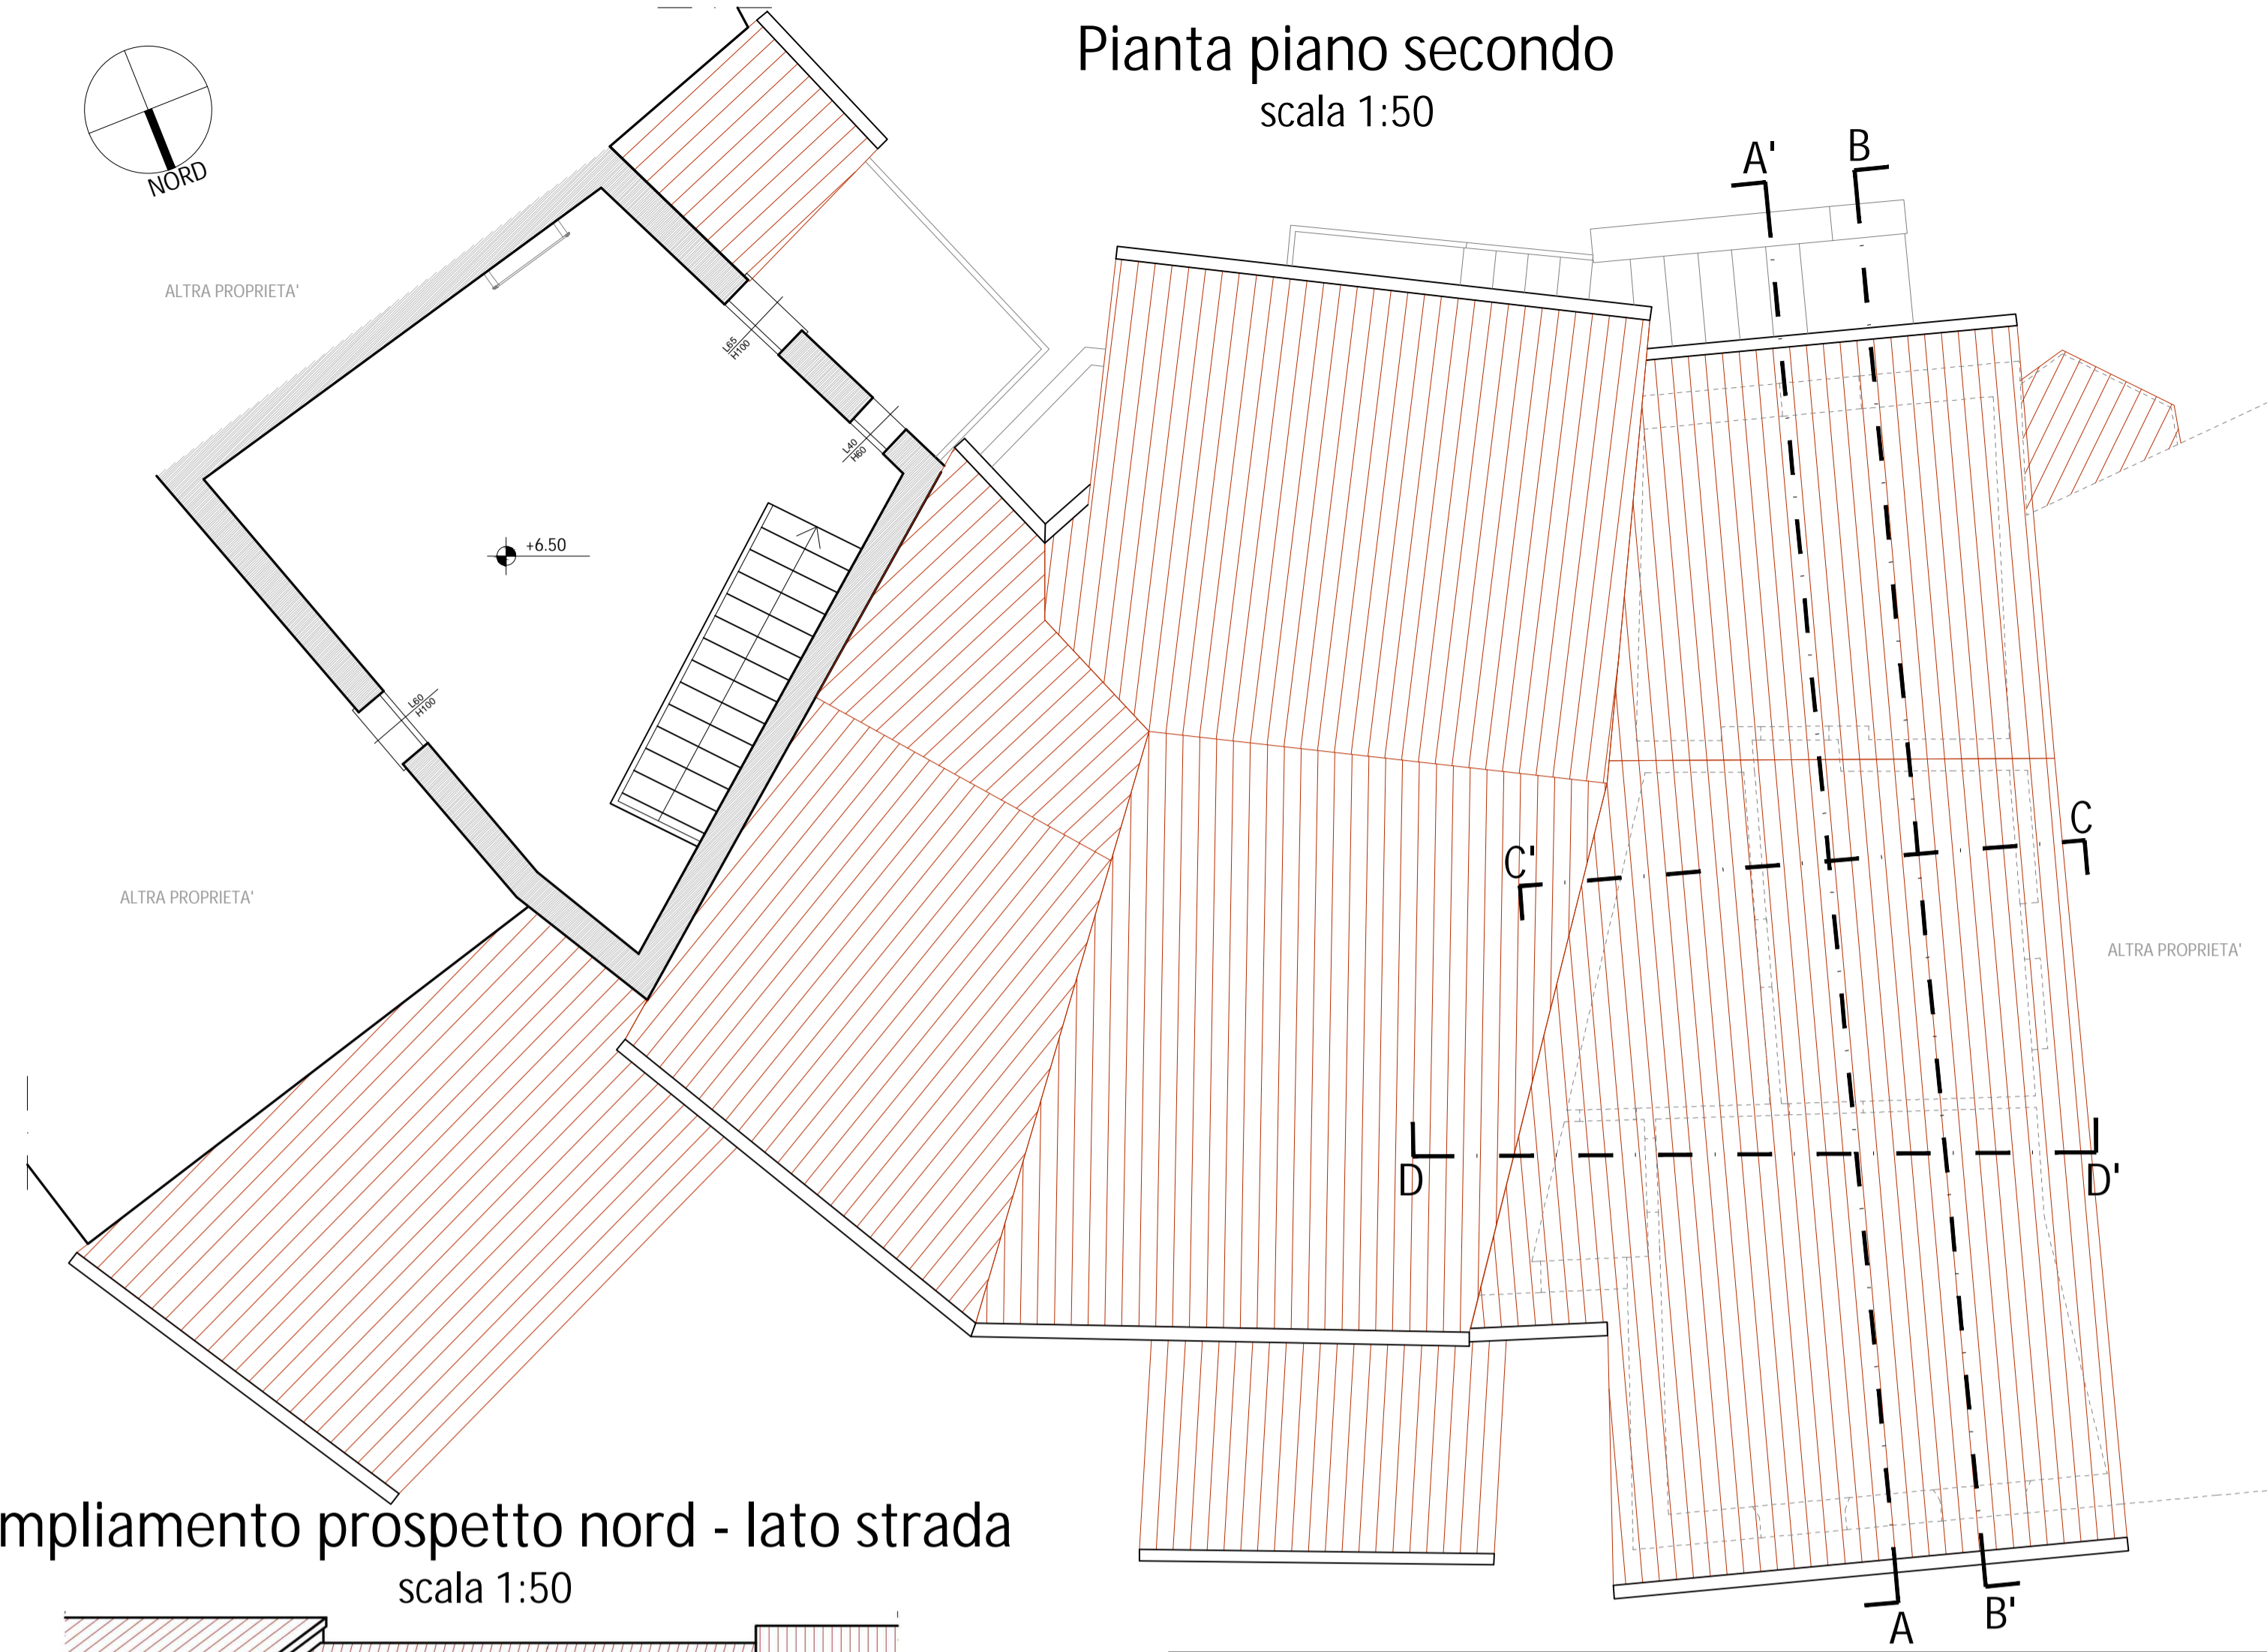 Pianta piano secondo
scala 1:50
NORD
A'
B
ALTRA PROPRIETA'
L65
H100
L40
H60
+6.50
L60
H100
C
C'
ALTRA PROPRIETA'
ALTRA PROPRIETA'
D
D'
mpliamento prospetto nord - lato strada
scala 1:50
B'
A